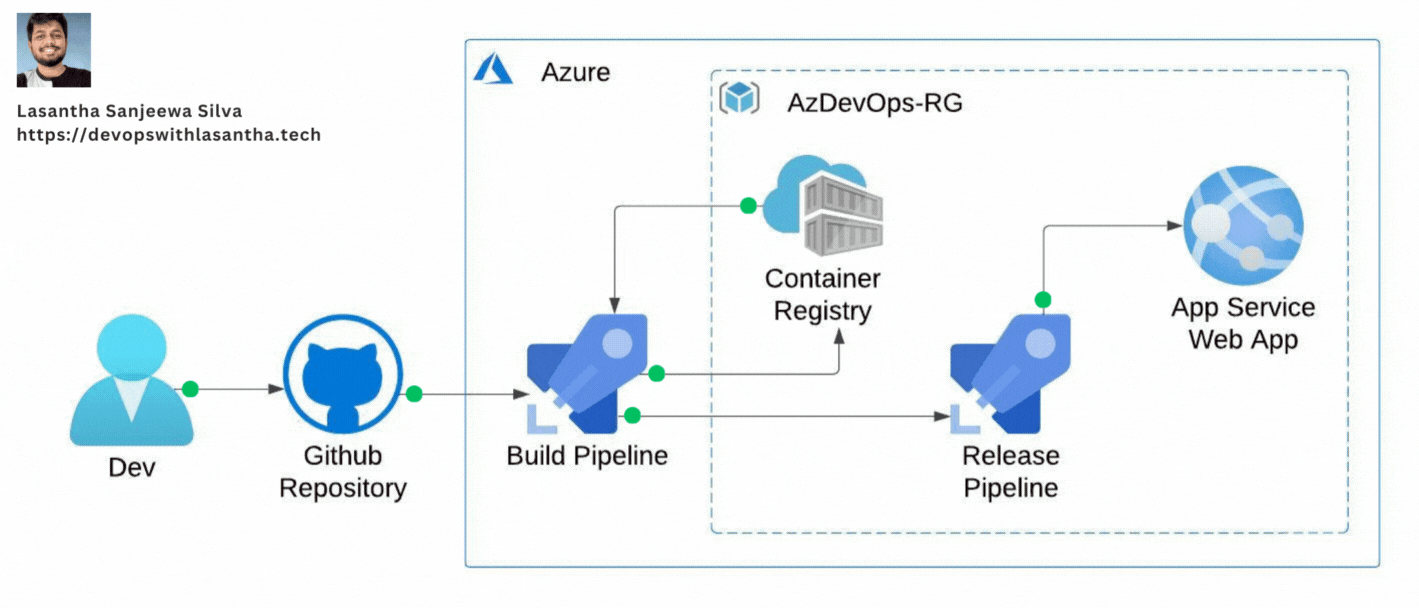 Lasantha Sanjeewa Silva
https://devopswithlasantha.tech
Azure
AzDevOps-RG
Container
Registry
App Service
Web App
Dev
Github
Repository
Build Pipeline
Release
Pipeline